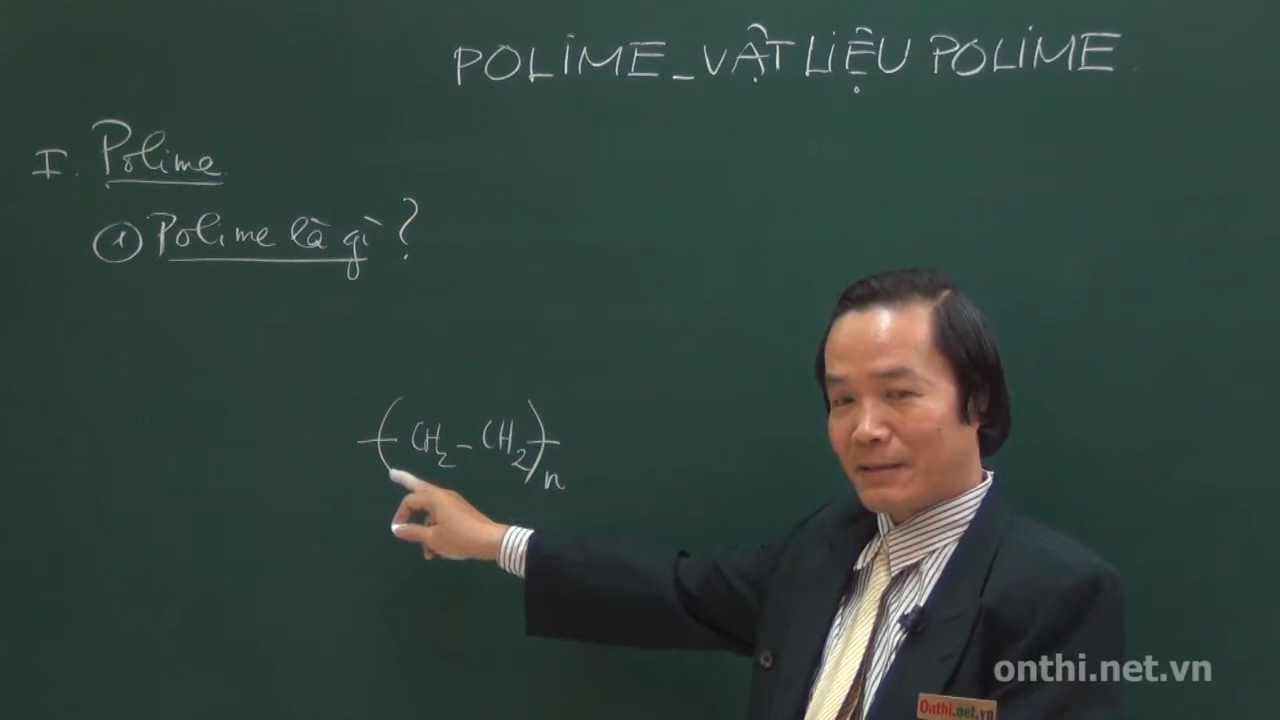 POLIME_VẬT LIỆU POLIME
I. Polime
① Polime là gì?
-(CH₂-CH₂)-n
onthi.net.vn
Onthi.net.vn